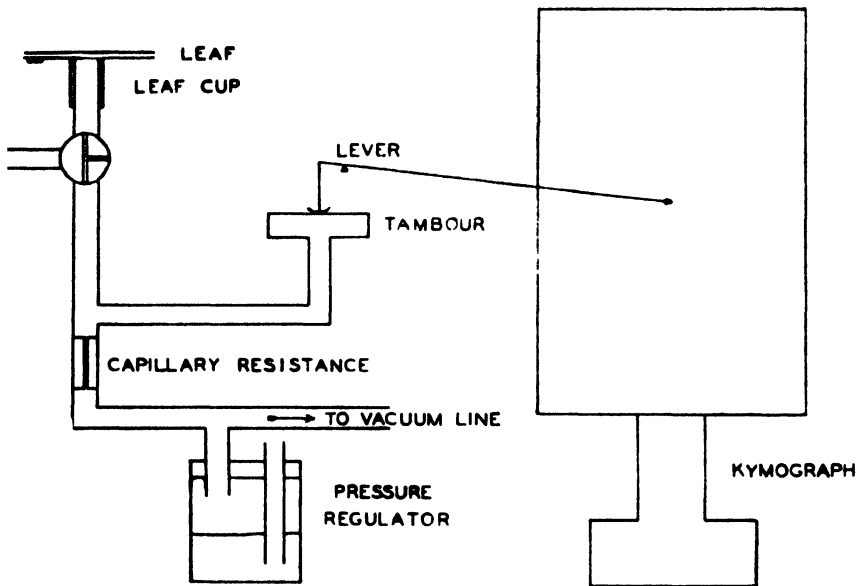 LEAF
LEAF CUP
LEVER
TAMBOUR
CAPILLARY RESISTANCE
TO VACUUM LINE
KYMOGRAPH
PRESSURE
REGULATOR